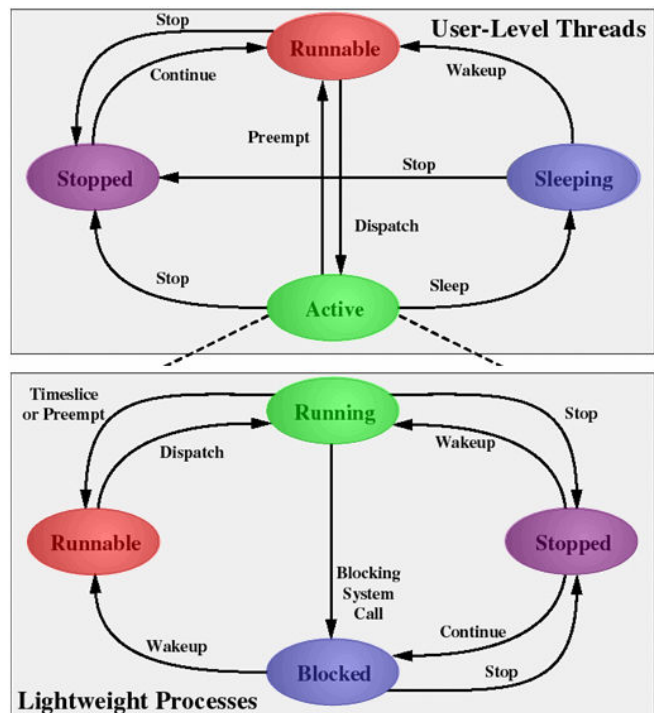 Stop
Runnable
User-Level Threads
Continue
Wakeup
Preempt
Stopped
Stop
Sleeping
Dispatch
Stop
Active
Sleep
Timeslice
or Preempt
Running
Stop
Dispatch
Wakeup
Runnable
Stopped
Blocking
System
Call
Wakeup
Continue
Blocked
Stop
Lightweight Processes